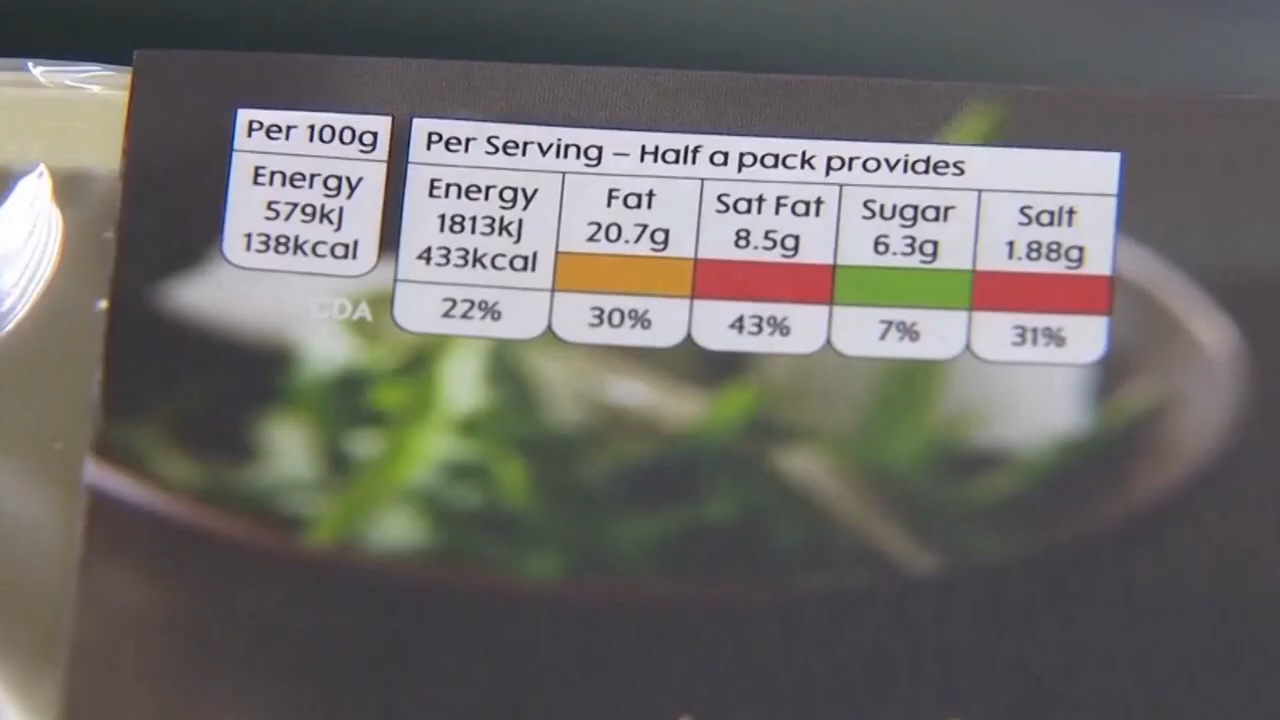 Per 100g
Energy
579kJ
138kcal
Per Serving – Half a pack provides
Energy
1813kJ
433kcal
22%
Fat
20.7g
30%
Sat Fat
8.5g
43%
Sugar
6.3g
7%
Salt
1.88g
31%
GDA